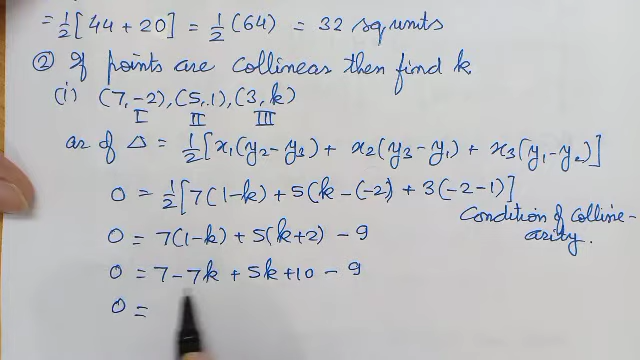 = 1/2 [44 + 20] = 1/2 (64) = 32 sq units
② If points are collinear then find k
(i) (7, -2), (5, 1), (3, k)
I II III
ar of Δ = 1/2 [x₁(y₂ - y₃) + x₂(y₃ - y₁) + x₃(y₁ - y₂)]
0 = 1/2 [7(1-k) + 5(k-(-2) + 3(-2-1)]
Condition of colline-
arity.
0 = 7(1-k) + 5(k+2) - 9
0 = 7 - 7k + 5k + 10 - 9
0 =